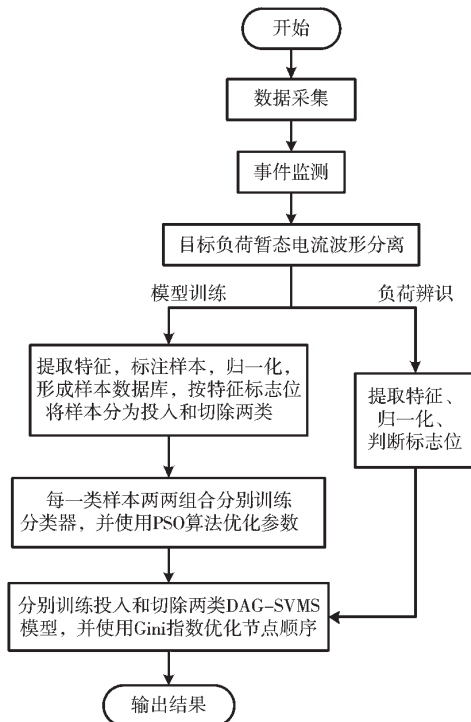 开始
数据采集
事件监测
目标负荷暂态电流波形分离
模型训练
负荷辨识
提取特征，标注样本，归一化，
形成样本数据库，按特征标志位
将样本分为投入和切除两类
提取特征、
归一化、
判断标志位
每一类样本两两组合分别训练
分类器，并使用PSO算法优化参数
分别训练投入和切除两类DAG-SVMS
模型，并使用Gini指数优化节点顺序
输出结果